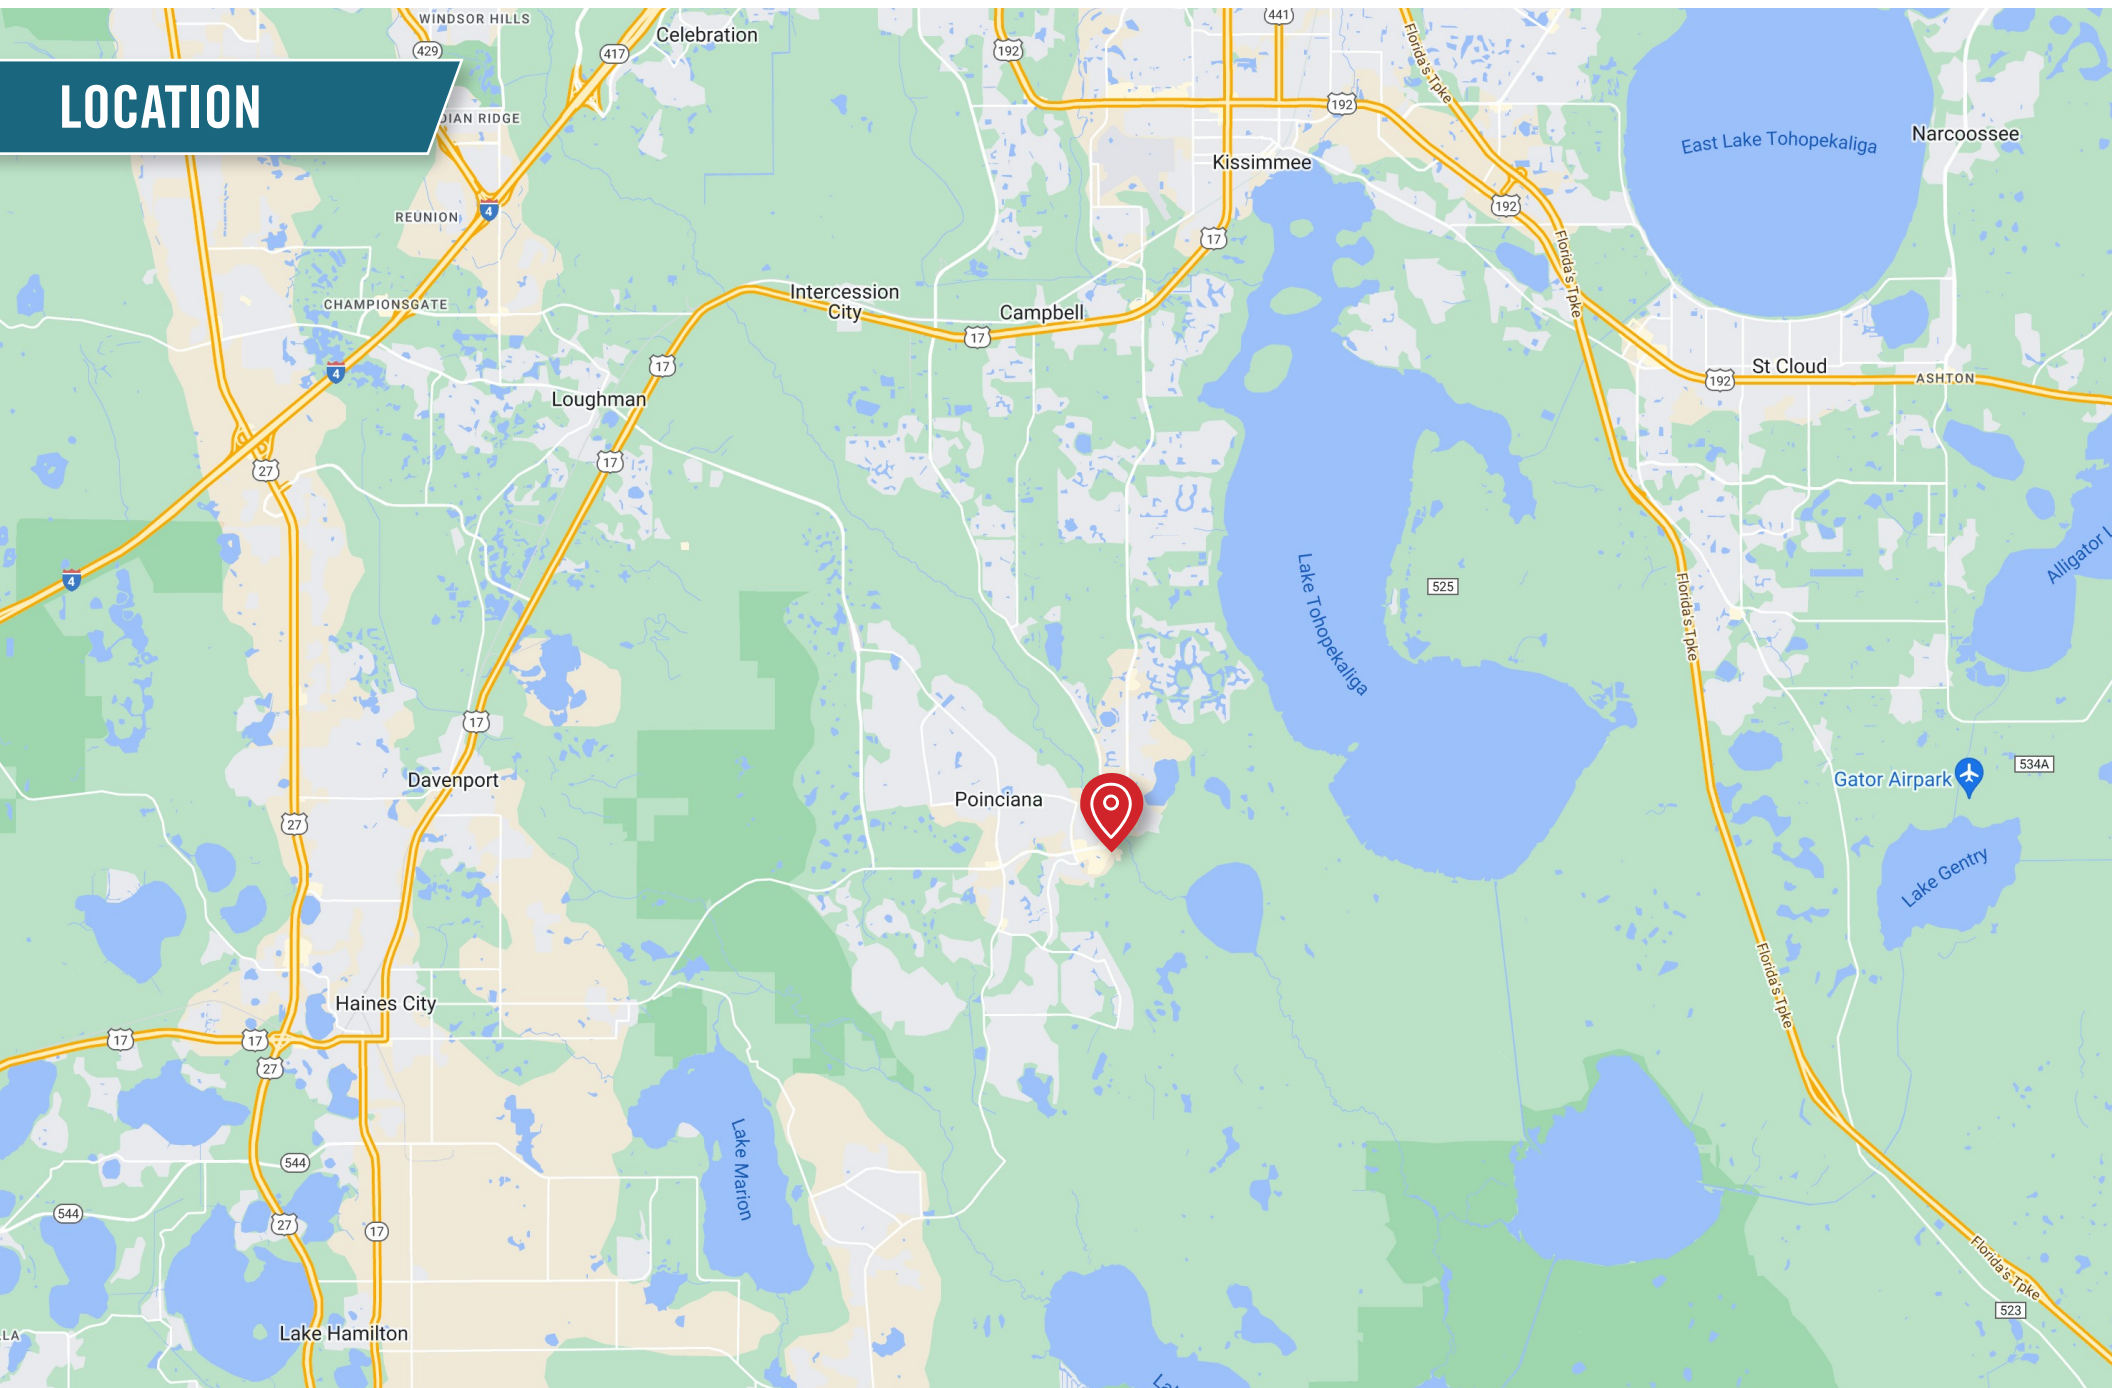 LOCATION
WINDSOR HILLS
429
417
Celebration
192
441
Florida's Tpke
192
DIAN RIDGE
Kissimmee
East Lake Tohopekaliga
Narcoossee
REUNION
4
192
17
Florida's Tpke
CHAMPIONSGATE
Intercession
City
Campbell
17
4
17
Loughman
St Cloud
192
ASHTON
27
17
4
Lake Tohopekaliga
525
Florida's Tpke
Alligator L
17
Davenport
Poinciana
Gator Airpark
534A
27
Lake Gentry
Haines City
Florida's Tpke
17
17
27
Lake Marion
544
544
27
17
Florida's Tpke
523
LLA
Lake Hamilton